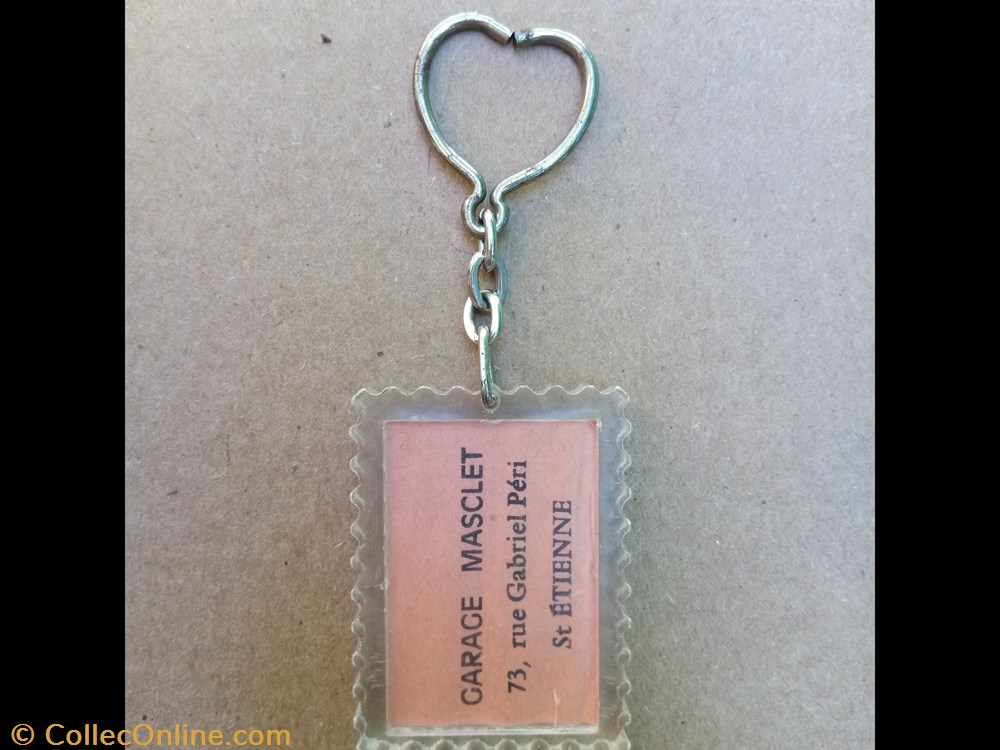 GARAGE MASCLET
73, rue Gabriel Péri
St ÉTIENNE
© CollecOnline.com